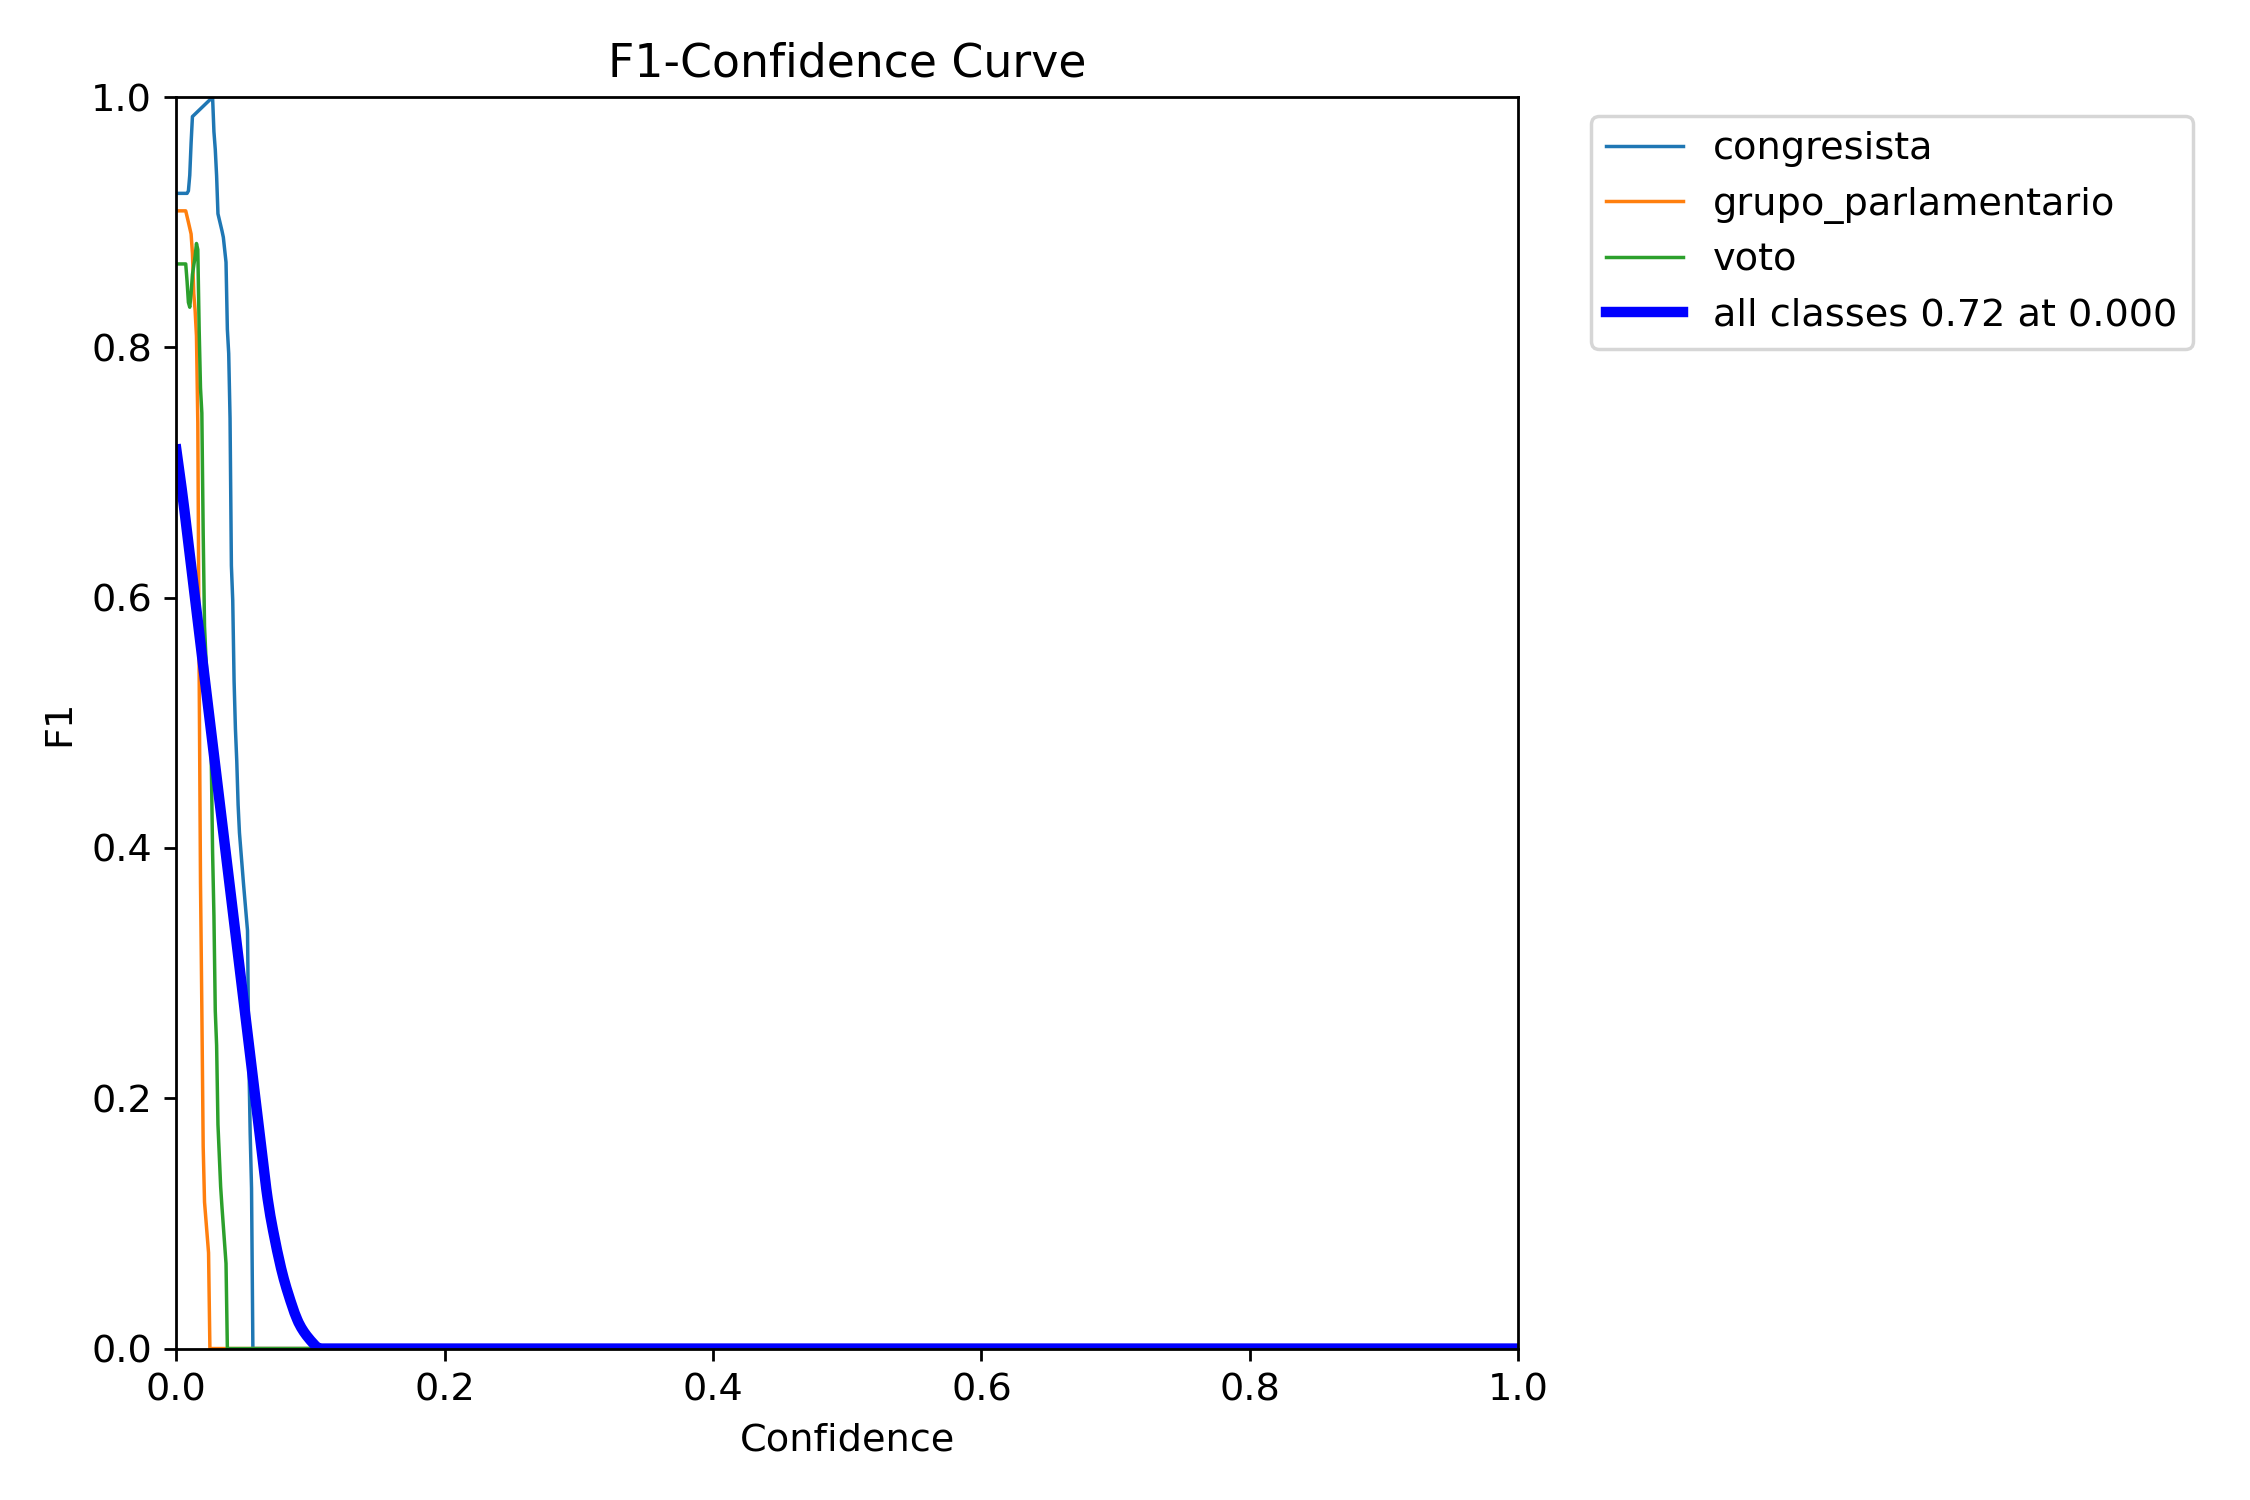 F1-Confidence Curve
congresista
grupo_parlamentario
voto
all classes 0.72 at 0.000
1.0
0.8
0.6
0.4
0.2
0.0
F1
0.0 0.2 0.4 0.6 0.8 1.0
Confidence